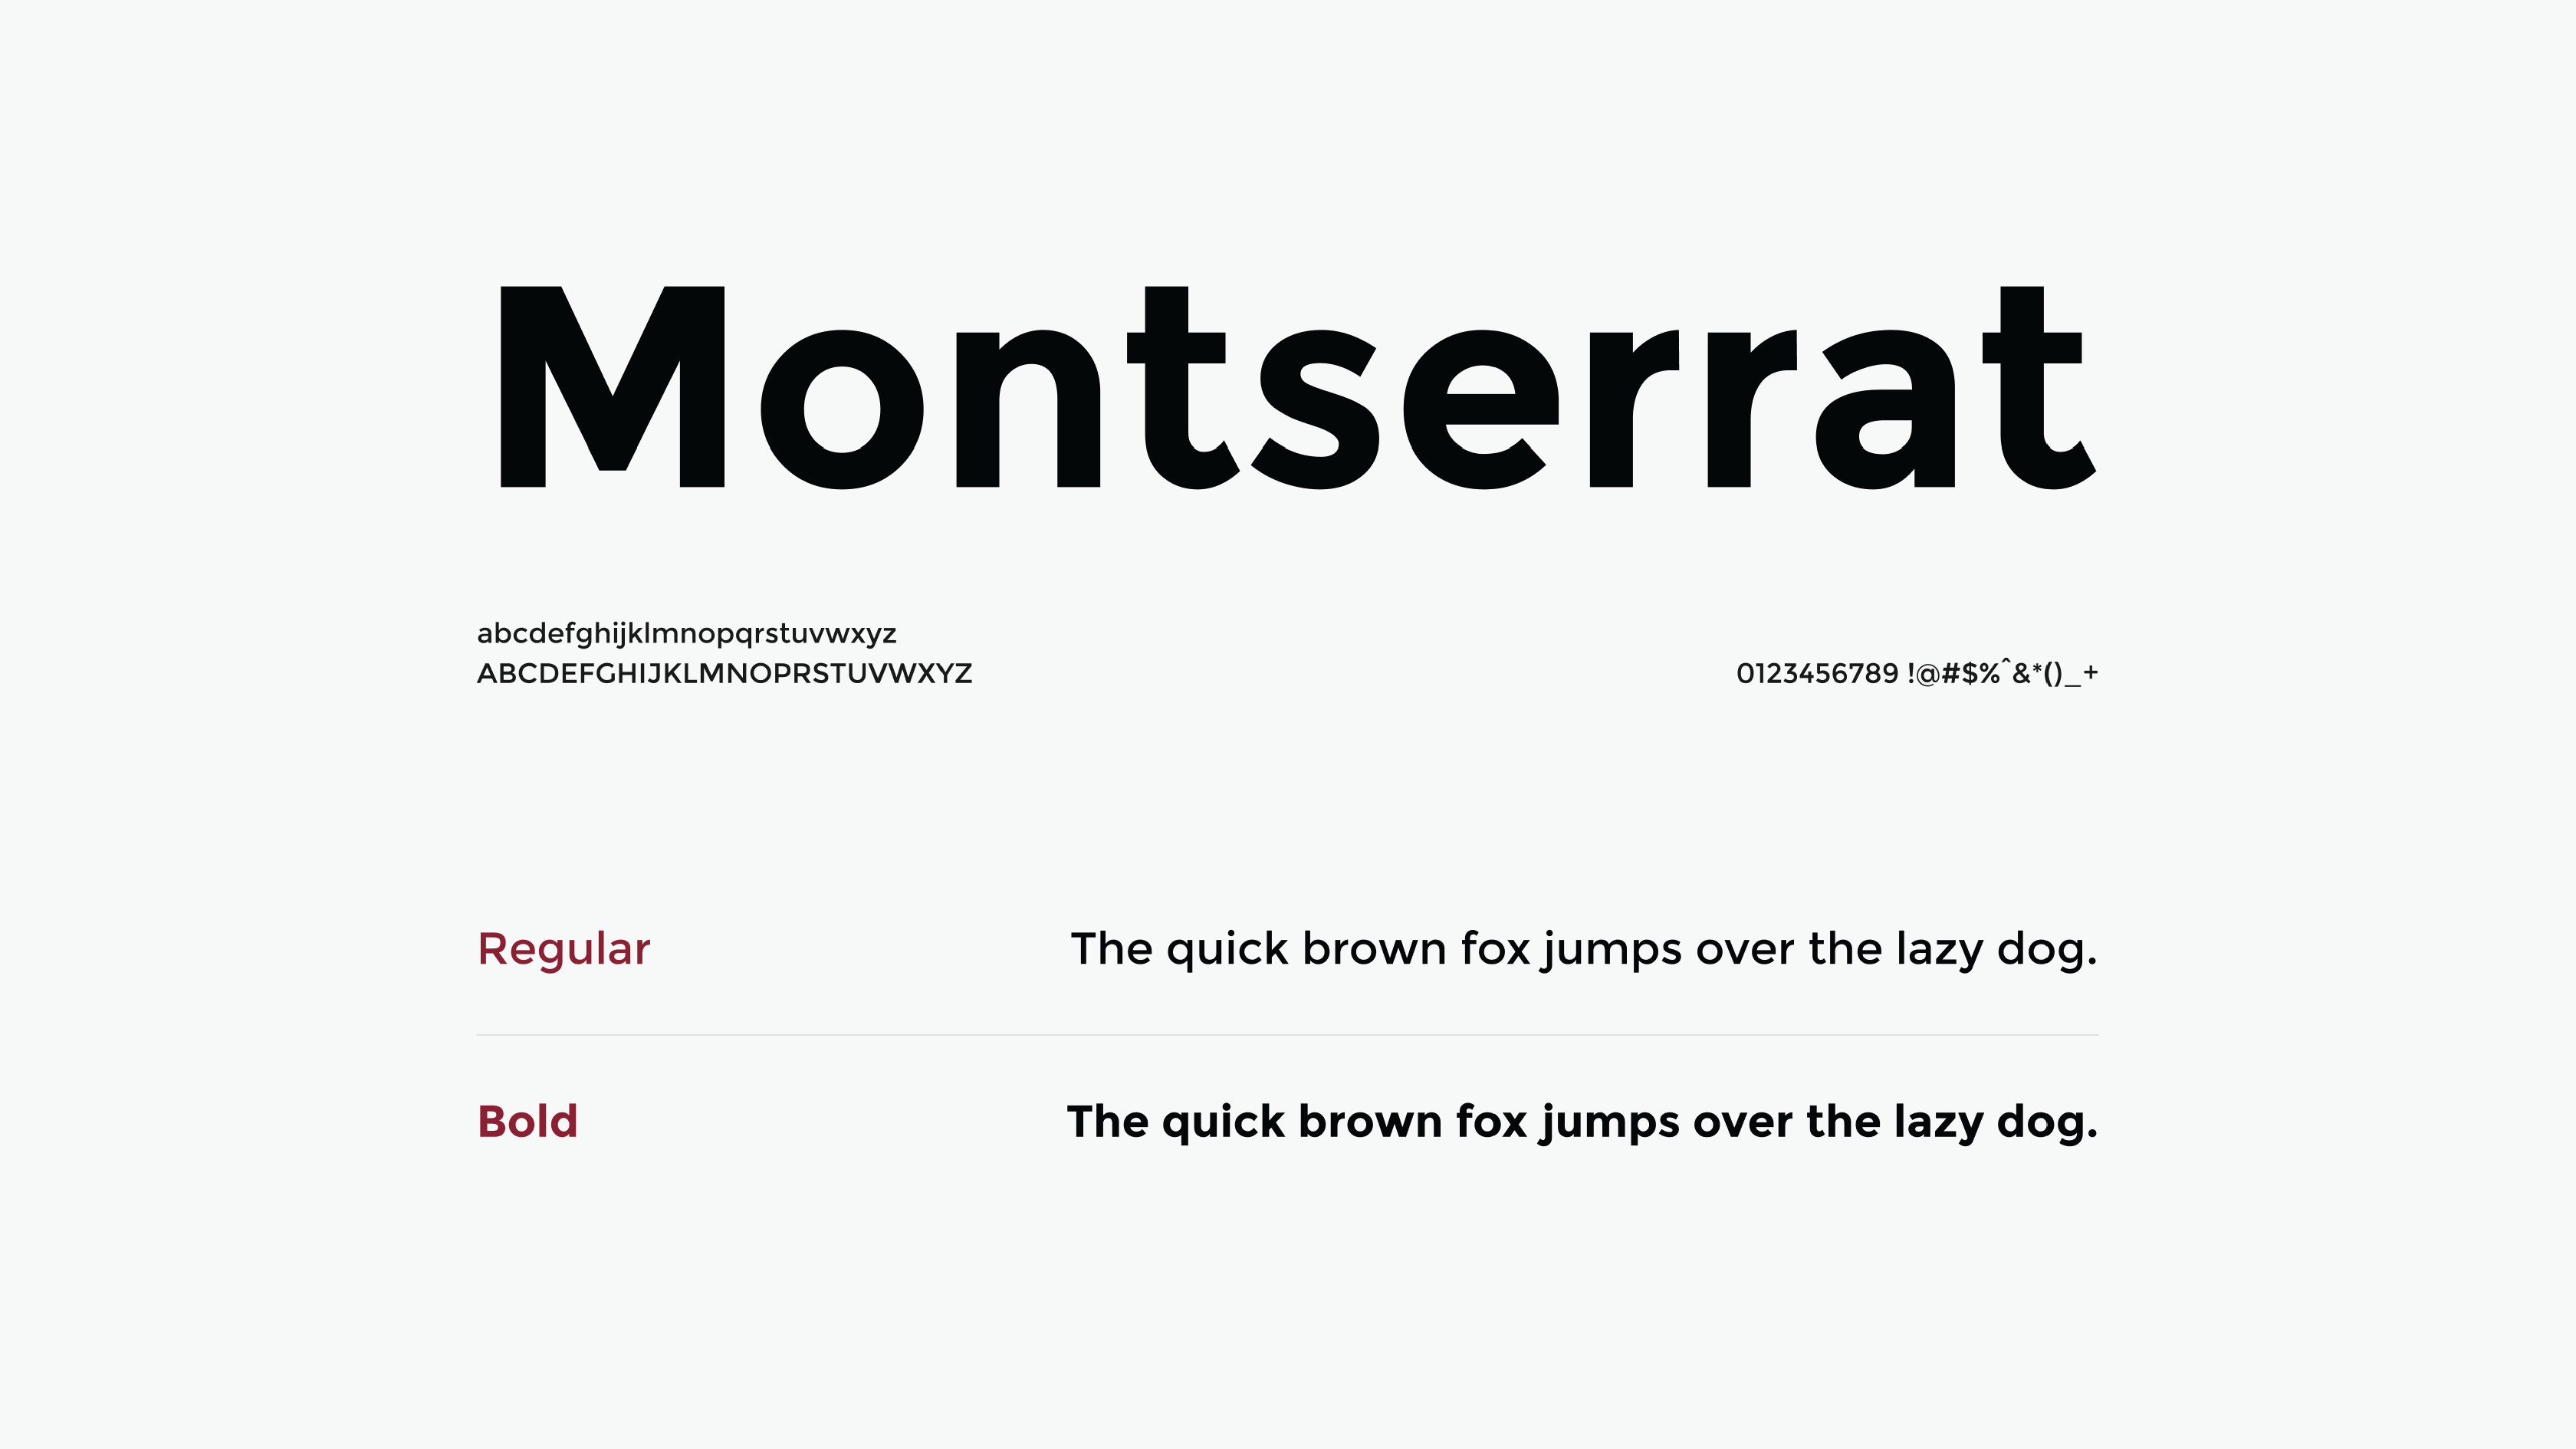 Montserrat
abcdefghijklmnopqrstuvwxyz
ABCDEFGHIJKLMNOPRSTUVWXYZ
0123456789 !@#$%^&*()_+
Regular
The quick brown fox jumps over the lazy dog.
Bold
The quick brown fox jumps over the lazy dog.